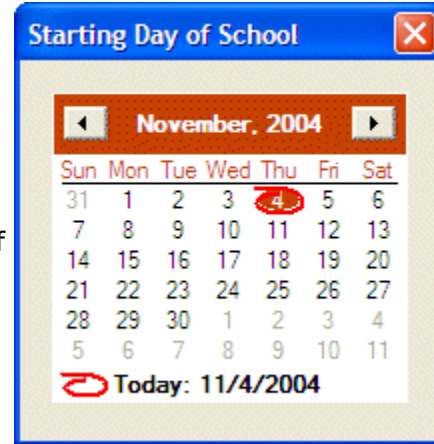 Starting Day of School
November, 2004
Sun Mon Tue Wed Thu Fri Sat
31 1 2 3 4 5 6
7 8 9 10 11 12 13
f
14 15 16 17 18 19 20
21 22 23 24 25 26 27
28 29 30 1 2 3 4
5 6 7 8 9 10 11
Today: 11/4/2004